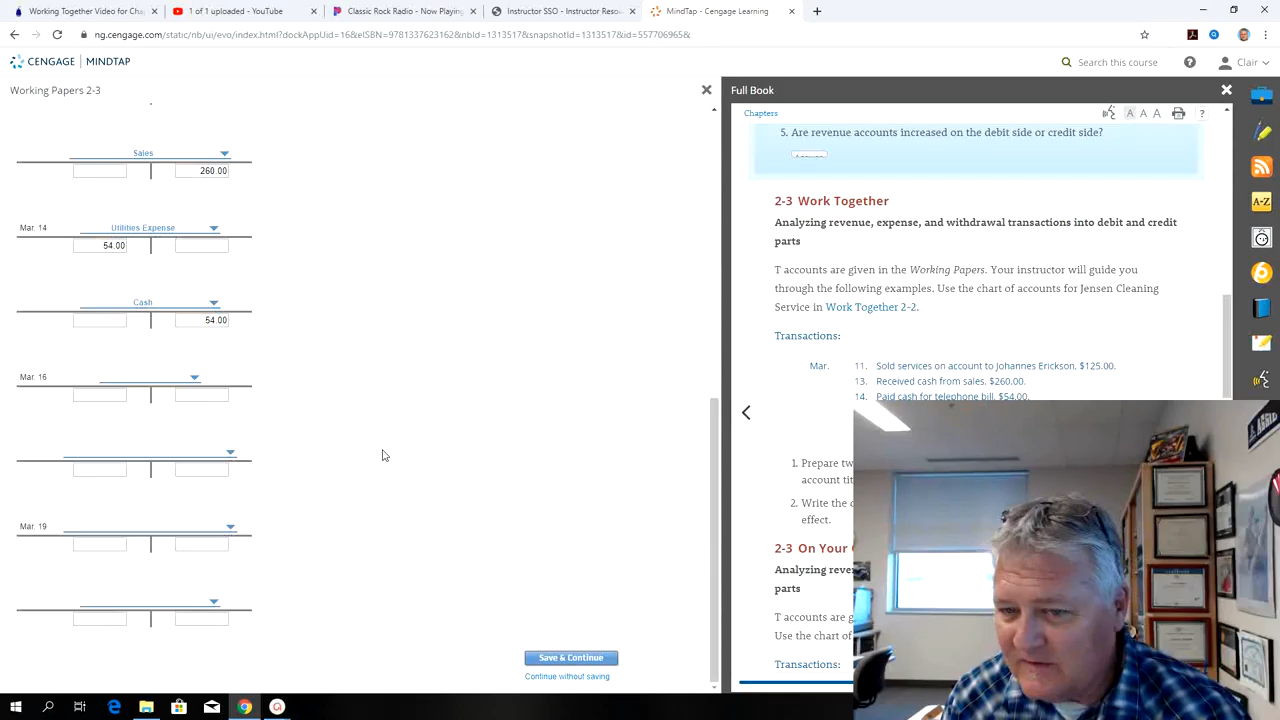 Working Together Video for Cha
1 of 1 uploaded - YouTube
Classic Rock Radio - Now Playing
Instructor SSO - Instructor Resou
MindTap - Cengage Learning
ng.cengage.com/static/nb/ui/evo/index.html?dockAppUid=16&eISBN=9781337623162&nbId=1313517&snapshotId=1313517&id=557706965&
CENGAGE | MINDTAP
Search this course
Clair
Working Papers 2-3
Sales
260.00
Mar. 14
Utilities Expense
54.00
Cash
54.00
Mar. 16
Mar. 19
Save & Continue
Continue without saving
Full Book
Chapters
A A A
?
5. Are revenue accounts increased on the debit side or credit side?
2-3 Work Together
Analyzing revenue, expense, and withdrawal transactions into debit and credit
parts
T accounts are given in the Working Papers. Your instructor will guide you
through the following examples. Use the chart of accounts for Jensen Cleaning
Service in Work Together 2-2.
Transactions:
Mar. 11. Sold services on account to Johannes Erickson. $125.00.
13. Received cash from sales. $260.00.
14. Paid cash for telephone bill. $54.00.
1. Prepare tw
account tit
2. Write the
effect.
2-3 On Your
Analyzing reve
parts
T accounts are g
Use the chart of
Transactions:
A-Z